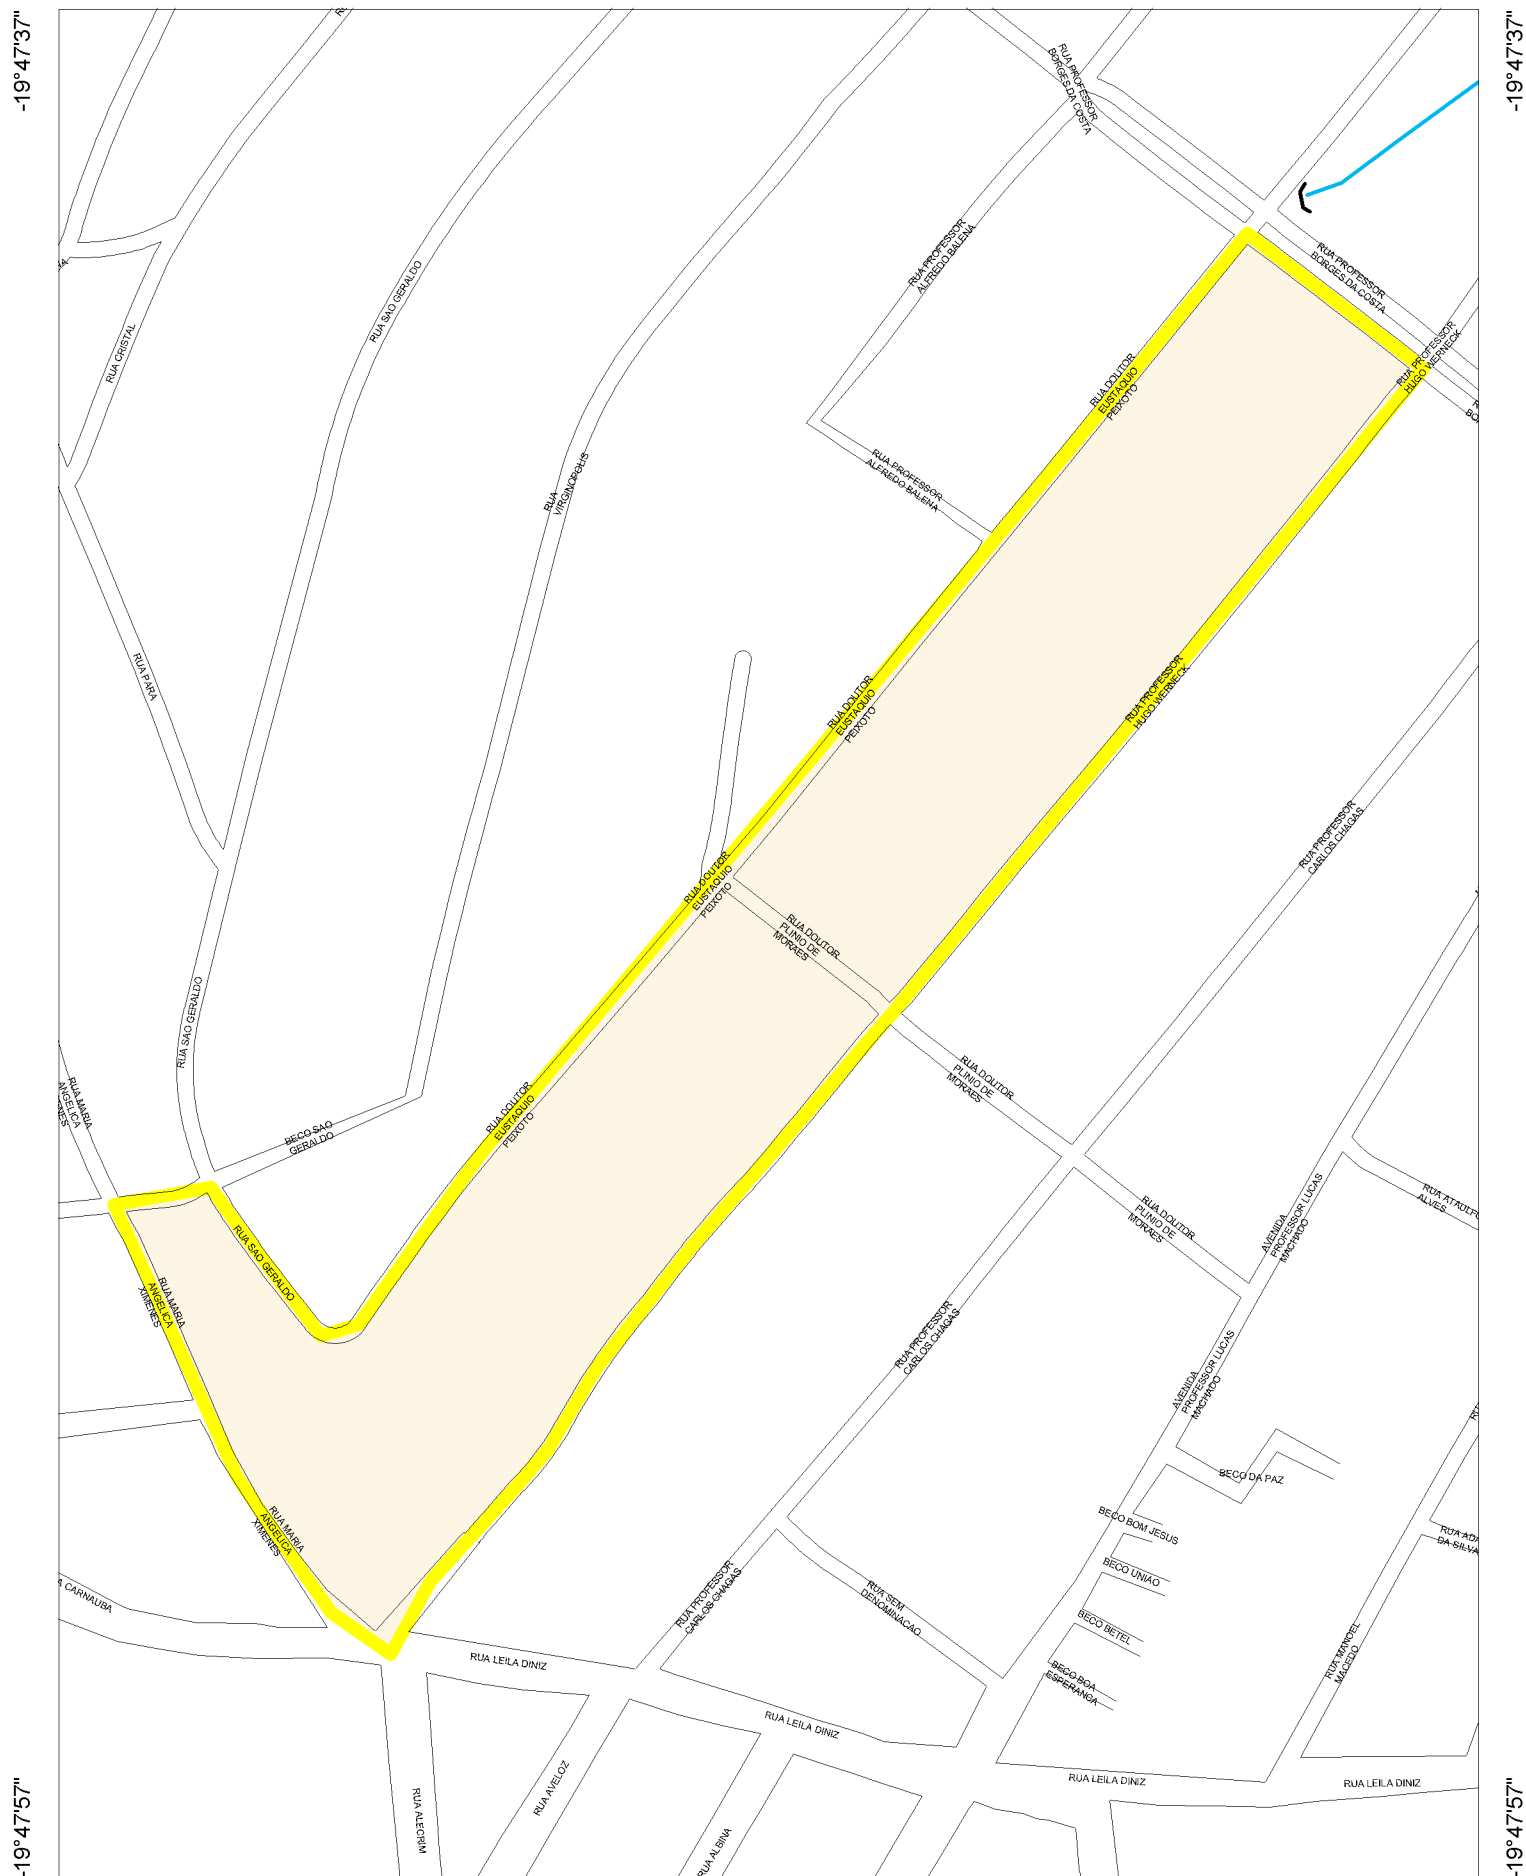 -19°47'37"
-19°47'37"
RUA PROFESSOR
BORGES DA COSTA
RUA PROFESSOR
ALFREDO BALENA
RUA PROFESSOR
BORGES DA COSTA
RUA SAO GERALDO
RUA CRISTAL
RUA PROFESSOR
HUGO WERNECK
RUA DOUTOR
EUSTAQUIO
PEIXOTO
RUA
VIRGINOPOLIS
RUA PROFESSOR
ALFREDO BALENA
RUA PARA
RUA DOUTOR
EUSTAQUIO
PEIXOTO
RUA PROFESSOR
HUGO WERNECK
RUA PROFESSOR
CARLOS CHAGAS
RUA DOUTOR
EUSTAQUIO
PEIXOTO
RUA DOUTOR
PLINIO DE
MORAES
RUA SAO GERALDO
RUA DOUTOR
PLINIO DE
MORAES
RUA MARIA
ANGELICA
RUA DOUTOR
EUSTAQUIO
PEIXOTO
BECO SAO
GERALDO
RUA DOUTOR
PLINIO DE
MORAES
AVENIDA
PROFESSOR LUCAS
MACHADO
RUA ATAULFO
ALVES
RUA SAO GERALDO
RUA MARIA
ANGELICA
XIMENES
RUA PROFESSOR
CARLOS CHAGAS
AVENIDA
PROFESSOR LUCAS
MACHADO
BECO DA PAZ
BECO BOM JESUS
RUA MARIA
ANGELICA
XIMENES
DA SILVA
BECO UNIAO
A CARNAUBA
RUA PROFESSOR
CARLOS CHAGAS
RUA SEM
DENOMINACAO
BECO BETEL
RUA MANOEL
MACEDO
RUA LEILA DINIZ
BECO BOA
ESPERANCA
RUA LEILA DINIZ
RUA LEILA DINIZ
RUA LEILA DINIZ
RUA AVELOZ
RUA ALECRIM
RUA ALBINA
-19°47'57"
-19°47'57"